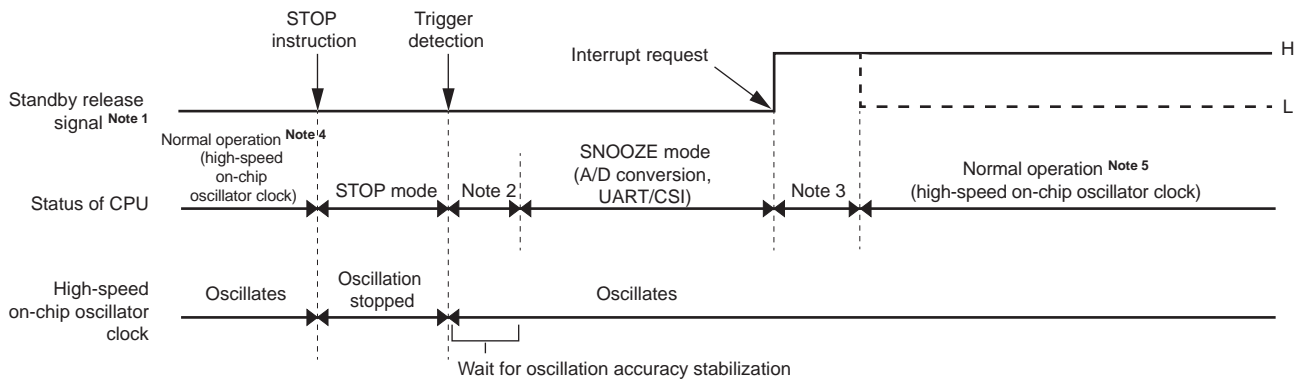 STOP
instruction
Trigger
detection
Interrupt request
H
L
Standby release
signal Note 1
Normal operation Note 4
(high-speed
on-chip
oscillator clock)
SNOOZE mode
(A/D conversion,
UART/CSI)
Normal operation Note 5
(high-speed on-chip oscillator clock)
Status of CPU
STOP mode
Note 2
Note 3
High-speed
on-chip oscillator
clock
Oscillates
Oscillation
stopped
Oscillates
Wait for oscillation accuracy stabilization